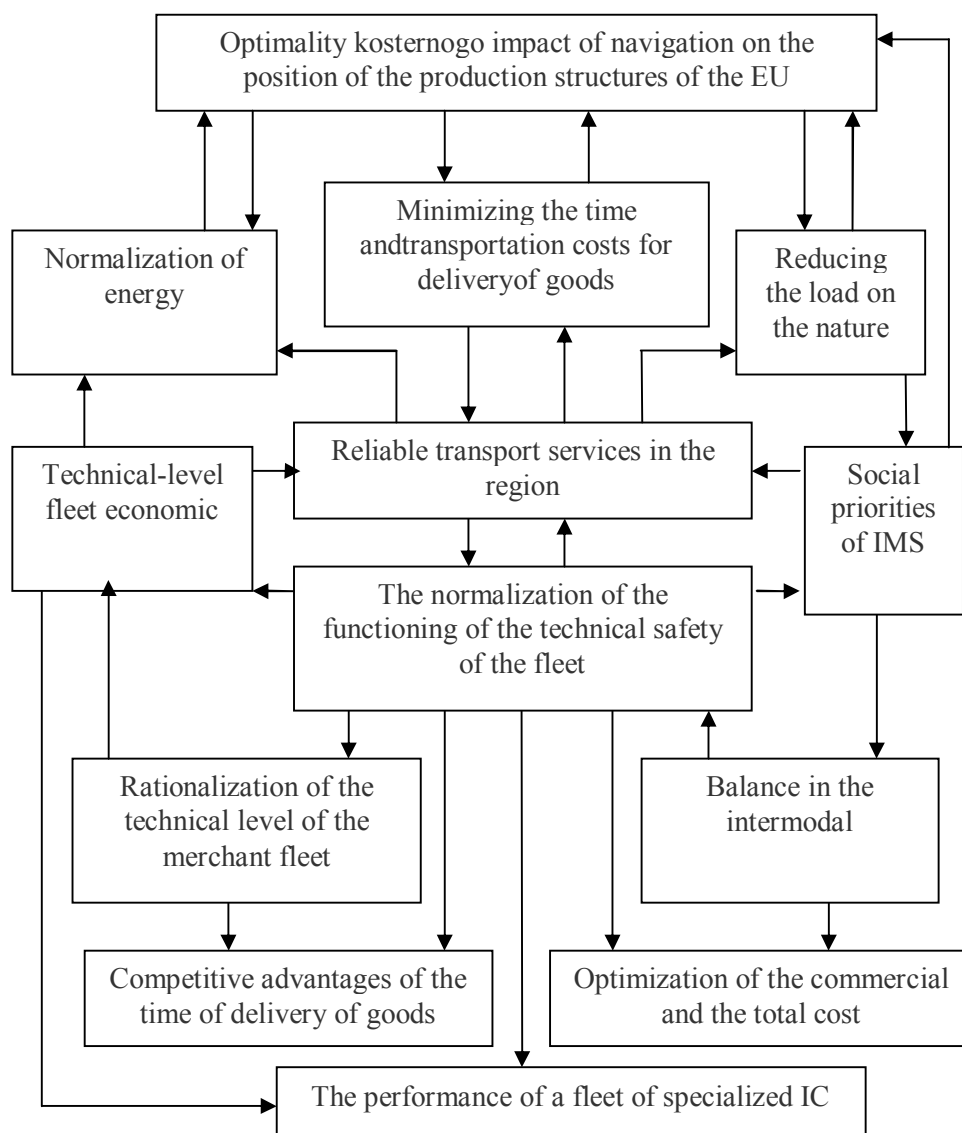 Optimality kosternogo impact of navigation on the
position of the production structures of the EU
Minimizing the time
andtransportation costs for
deliveryof goods
Normalization of
energy
Reducing
the load on
the nature
Reliable transport services in the
region
Technical-level
fleet economic
Social
priorities
of IMS
The normalization of the
functioning of the technical safety
of the fleet
Rationalization of the
technical level of the
merchant fleet
Balance in the
intermodal
Competitive advantages of the
time of delivery of goods
Optimization of the commercial
and the total cost
The performance of a fleet of specialized IC